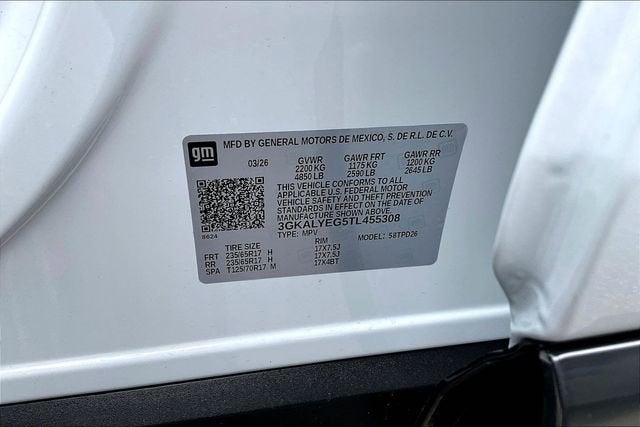 gm
MFD BY GENERAL MOTORS DE MEXICO, S. DE R.L. DE C.V.
03/26 GVWR GAWR FRT GAWR RR
2200 KG 1175 KG 1200 KG
4850 LB 2590 LB 2645 LB
THIS VEHICLE CONFORMS TO ALL
APPLICABLE U.S. FEDERAL MOTOR
VEHICLE SAFETY AND THEFT PREVENTION
STANDARDS IN EFFECT ON THE DATE OF
MANUFACTURE SHOWN ABOVE.
3GKALYEG5TL455308
8624 TYPE: MPV MODEL: 58TPD26
TIRE SIZE RIM
FRT 235/65R17 H 17X7.5J
RR 235/65R17 H 17X7.5J
SPA T125/70R17 M 17X4BT